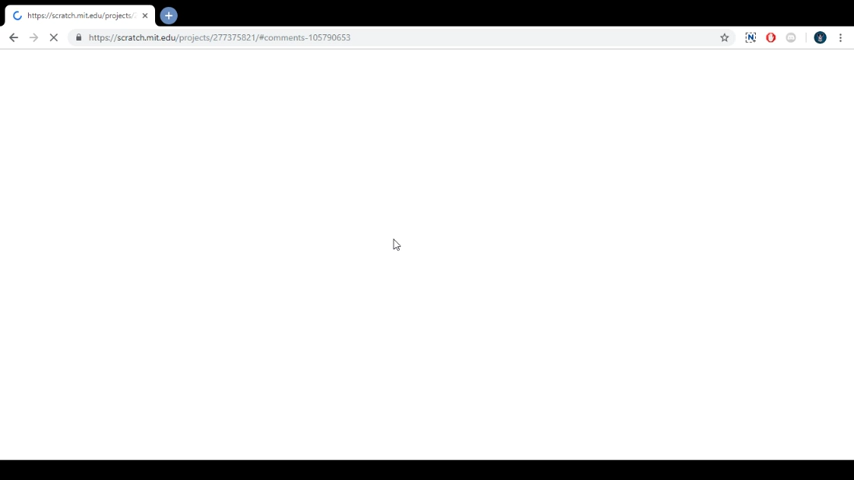 https://scratch.mit.edu/projects/
https://scratch.mit.edu/projects/277375821/#comments-105790653